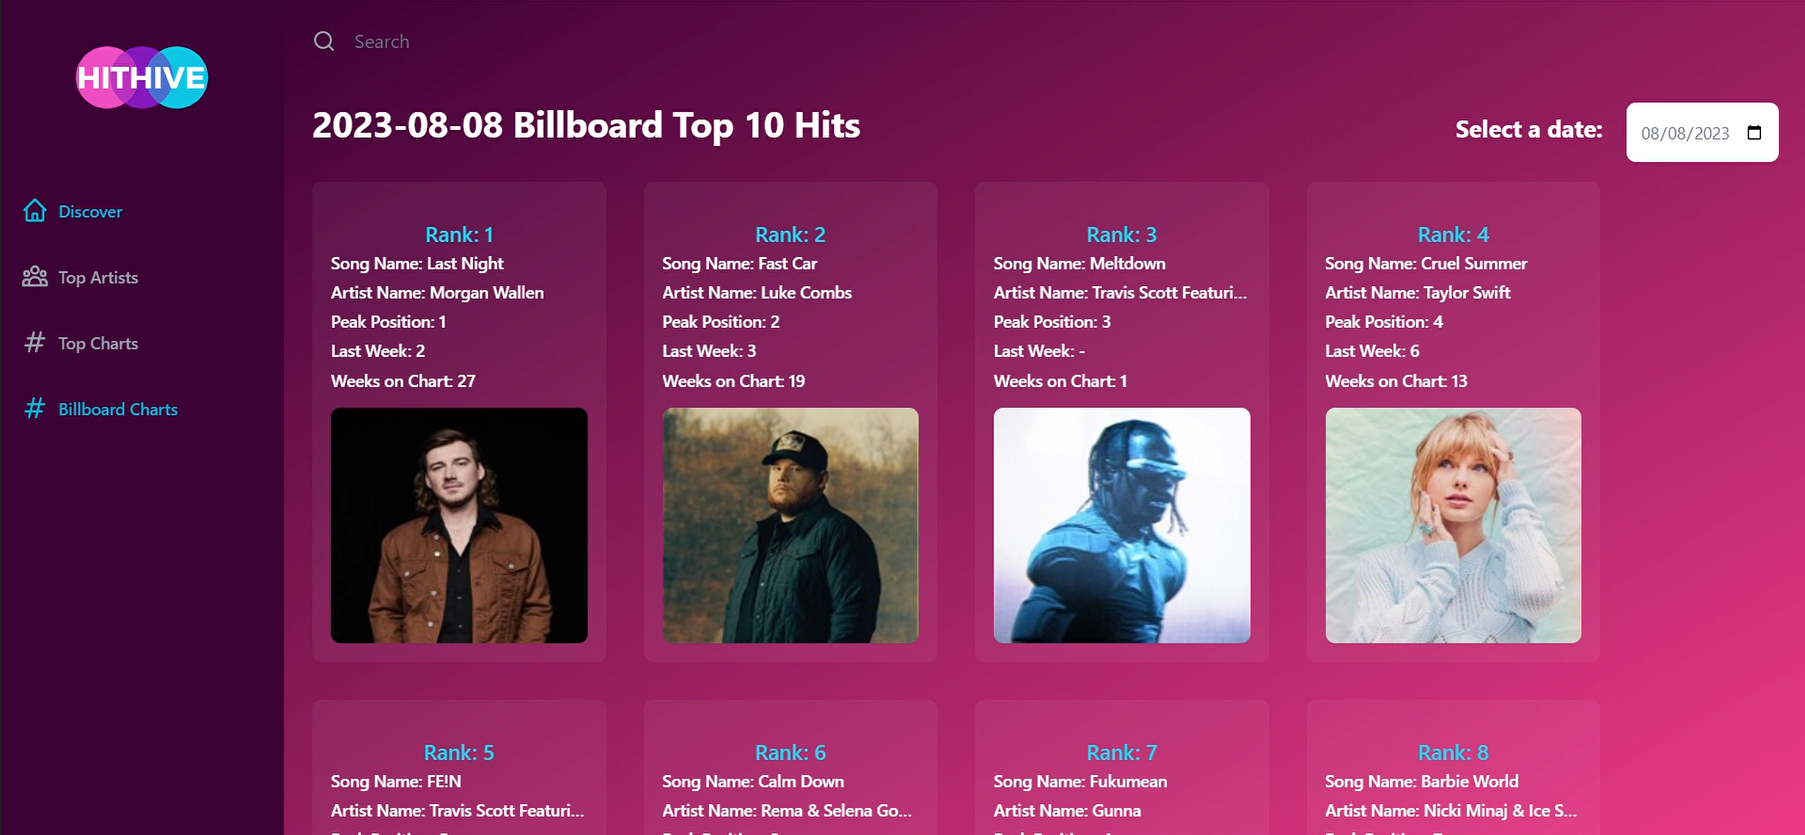 HITHIVE
Discover
Top Artists
Top Charts
Billboard Charts
Search
2023-08-08 Billboard Top 10 Hits
Select a date:
08/08/2023
Rank: 1
Song Name: Last Night
Artist Name: Morgan Wallen
Peak Position: 1
Last Week: 2
Weeks on Chart: 27
Rank: 2
Song Name: Fast Car
Artist Name: Luke Combs
Peak Position: 2
Last Week: 3
Weeks on Chart: 19
Rank: 3
Song Name: Meltdown
Artist Name: Travis Scott Featuri...
Peak Position: 3
Last Week: -
Weeks on Chart: 1
Rank: 4
Song Name: Cruel Summer
Artist Name: Taylor Swift
Peak Position: 4
Last Week: 6
Weeks on Chart: 13
Rank: 5
Song Name: FE!N
Artist Name: Travis Scott Featuri...
Rank: 6
Song Name: Calm Down
Artist Name: Rema & Selena Go...
Rank: 7
Song Name: Fukumean
Artist Name: Gunna
Rank: 8
Song Name: Barbie World
Artist Name: Nicki Minaj & Ice S...